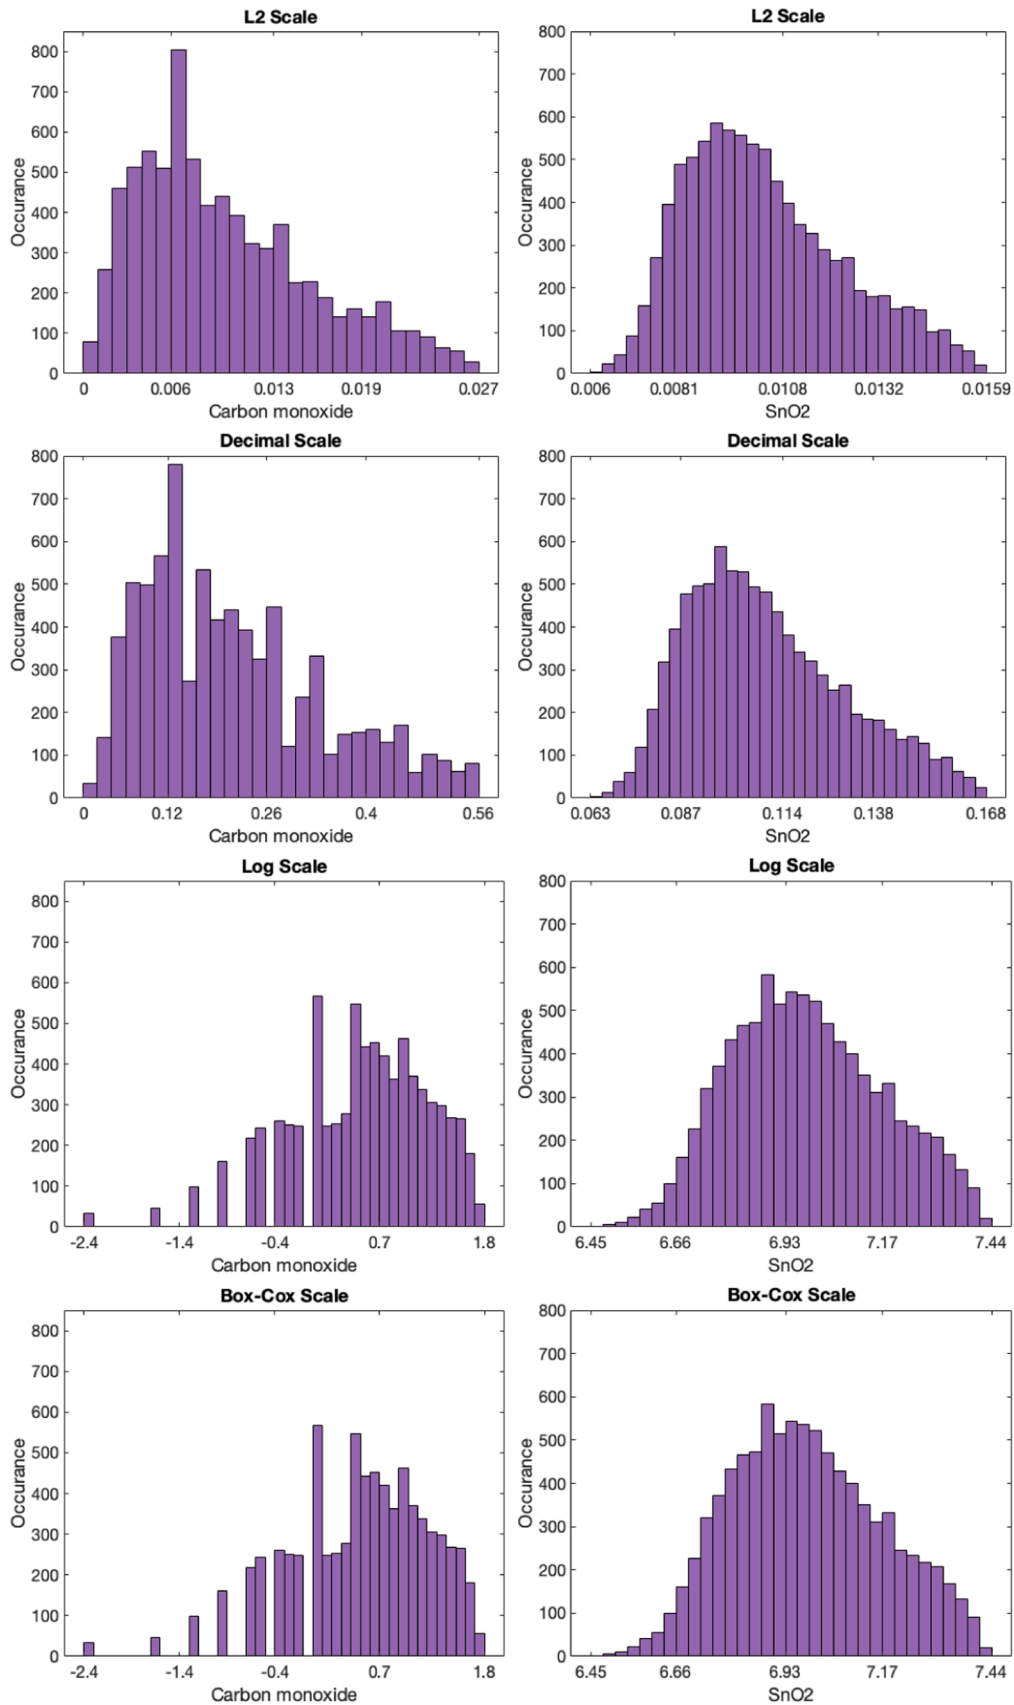 L2 Scale
800
700
600
500
400
300
200
100
0
Occurance
0 0.006 0.013 0.019 0.027
Carbon monoxide
L2 Scale
800
700
600
500
400
300
200
100
0
Occurance
0.006 0.0081 0.0108 0.0132 0.0159
SnO2
Decimal Scale
800
700
600
500
400
300
200
100
0
Occurance
0 0.12 0.26 0.4 0.56
Carbon monoxide
Decimal Scale
800
700
600
500
400
300
200
100
0
Occurance
0.063 0.087 0.114 0.138 0.168
SnO2
Log Scale
800
700
600
500
400
300
200
100
0
Occurance
-2.4 -1.4 -0.4 0.7 1.8
Carbon monoxide
Log Scale
800
700
600
500
400
300
200
100
0
Occurance
6.45 6.66 6.93 7.17 7.44
SnO2
Box-Cox Scale
800
700
600
500
400
300
200
100
0
Occurance
-2.4 -1.4 -0.4 0.7 1.8
Carbon monoxide
Box-Cox Scale
800
700
600
500
400
300
200
100
0
Occurance
6.45 6.66 6.93 7.17 7.44
SnO2